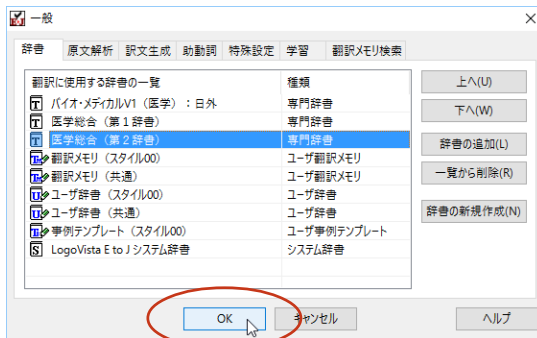 一般
辞書 原文解析 訳文生成 助動詞 特殊設定 学習 翻訳メモリ検索
翻訳に使用する辞書の一覧 種類
バイオ・メディカルV1（医学）：日外 専門辞書
医学総合（第１辞書） 専門辞書
医学総合（第２辞書） 専門辞書
翻訳メモリ（スタイル00） ユーザ翻訳メモリ
翻訳メモリ（共通） ユーザ翻訳メモリ
ユーザ辞書（スタイル00） ユーザ辞書
ユーザ辞書（共通） ユーザ辞書
事例テンプレート（スタイル00） ユーザ事例テンプレート
LogoVista E to J システム辞書 システム辞書
上へ(U)
下へ(W)
辞書の追加(L)
一覧から削除(R)
辞書の新規作成(N)
OK キャンセル ヘルプ